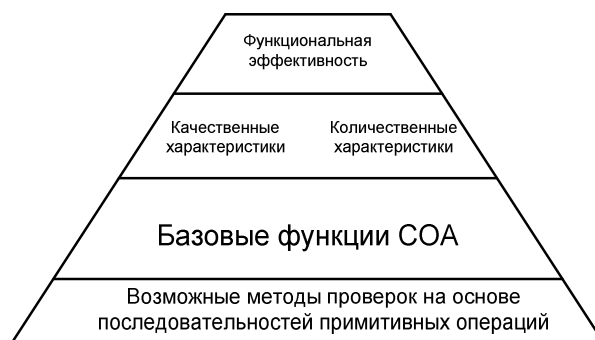 Функциональная
эффективность
Качественные Количественные
характеристики характеристики
Базовые функции СОА
Возможные методы проверок на основе
последовательностей примитивных операций